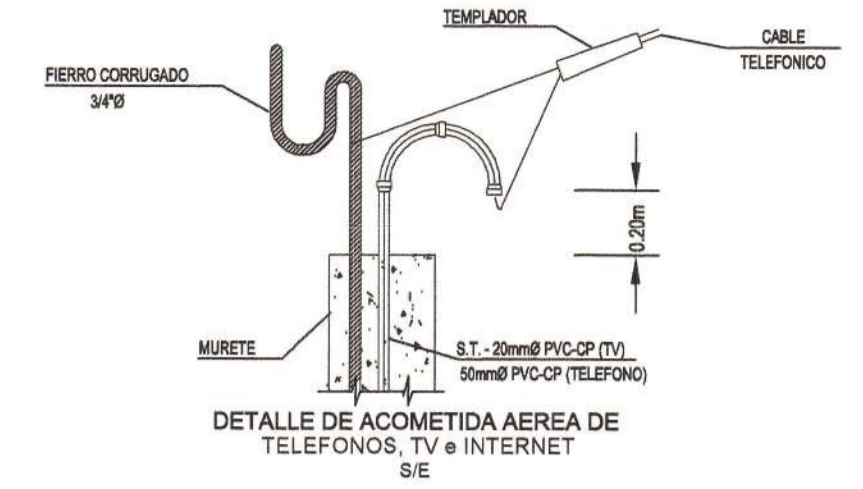 TEMPLADOR
CABLE
TELEFONICO
FIERRO CORRUGADO
3/4"Ø
0.20m
MURETE
S.T. - 20mmØ PVC-CP (TV)
50mmØ PVC-CP (TELEFONO)
DETALLE DE ACOMETIDA AEREA DE
TELEFONOS, TV e INTERNET
S/E